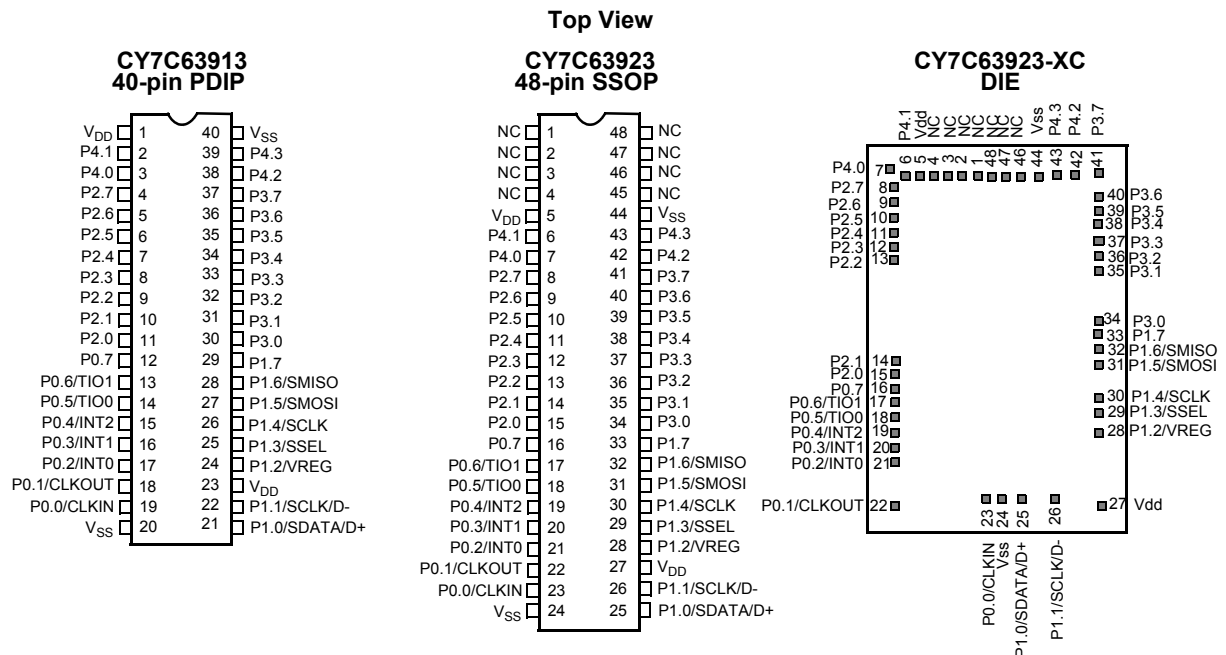 Top View
CY7C63913
40-pin PDIP
VDD 1 40 VSS
P4.1 2 39 P4.3
P4.0 3 38 P4.2
P2.7 4 37 P3.7
P2.6 5 36 P3.6
P2.5 6 35 P3.5
P2.4 7 34 P3.4
P2.3 8 33 P3.3
P2.2 9 32 P3.2
P2.1 10 31 P3.1
P2.0 11 30 P3.0
P0.7 12 29 P1.7
P0.6/TIO1 13 28 P1.6/SMISO
P0.5/TIO0 14 27 P1.5/SMOSI
P0.4/INT2 15 26 P1.4/SCLK
P0.3/INT1 16 25 P1.3/SSEL
P0.2/INT0 17 24 P1.2/VREG
P0.1/CLKOUT 18 23 VDD
P0.0/CLKIN 19 22 P1.1/SCLK/D-
VSS 20 21 P1.0/SDATA/D+
CY7C63923
48-pin SSOP
NC 1 48 NC
NC 2 47 NC
NC 3 46 NC
NC 4 45 NC
VDD 5 44 VSS
P4.1 6 43 P4.3
P4.0 7 42 P4.2
P2.7 8 41 P3.7
P2.6 9 40 P3.6
P2.5 10 39 P3.5
P2.4 11 38 P3.4
P2.3 12 37 P3.3
P2.2 13 36 P3.2
P2.1 14 35 P3.1
P2.0 15 34 P3.0
P0.7 16 33 P1.7
P0.6/TIO1 17 32 P1.6/SMISO
P0.5/TIO0 18 31 P1.5/SMOSI
P0.4/INT2 19 30 P1.4/SCLK
P0.3/INT1 20 29 P1.3/SSEL
P0.2/INT0 21 28 P1.2/VREG
P0.1/CLKOUT 22 27 VDD
P0.0/CLKIN 23 26 P1.1/SCLK/D-
VSS 24 25 P1.0/SDATA/D+
CY7C63923-XC
DIE
P4.1 Vdd NC NC NC NC NC NC NC Vss P4.3 P4.2 P3.7
6 5 4 3 2 1 48 47 46 44 43 42 41
P4.0 7
P2.7 8 40 P3.6
P2.6 9 39 P3.5
P2.5 10 38 P3.4
P2.4 11 37 P3.3
P2.3 12 36 P3.2
P2.2 13 35 P3.1
34 P3.0
33 P1.7
32 P1.6/SMISO
P2.1 14 31 P1.5/SMOSI
P2.0 15
P0.7 16
P0.6/TIO1 17 30 P1.4/SCLK
P0.5/TIO0 18 29 P1.3/SSEL
P0.4/INT2 19 28 P1.2/VREG
P0.3/INT1 20
P0.2/INT0 21
P0.1/CLKOUT 22 27 Vdd
23 24 25 26
P0.0/CLKIN Vss P1.0/SDATA/D+ P1.1/SCLK/D-